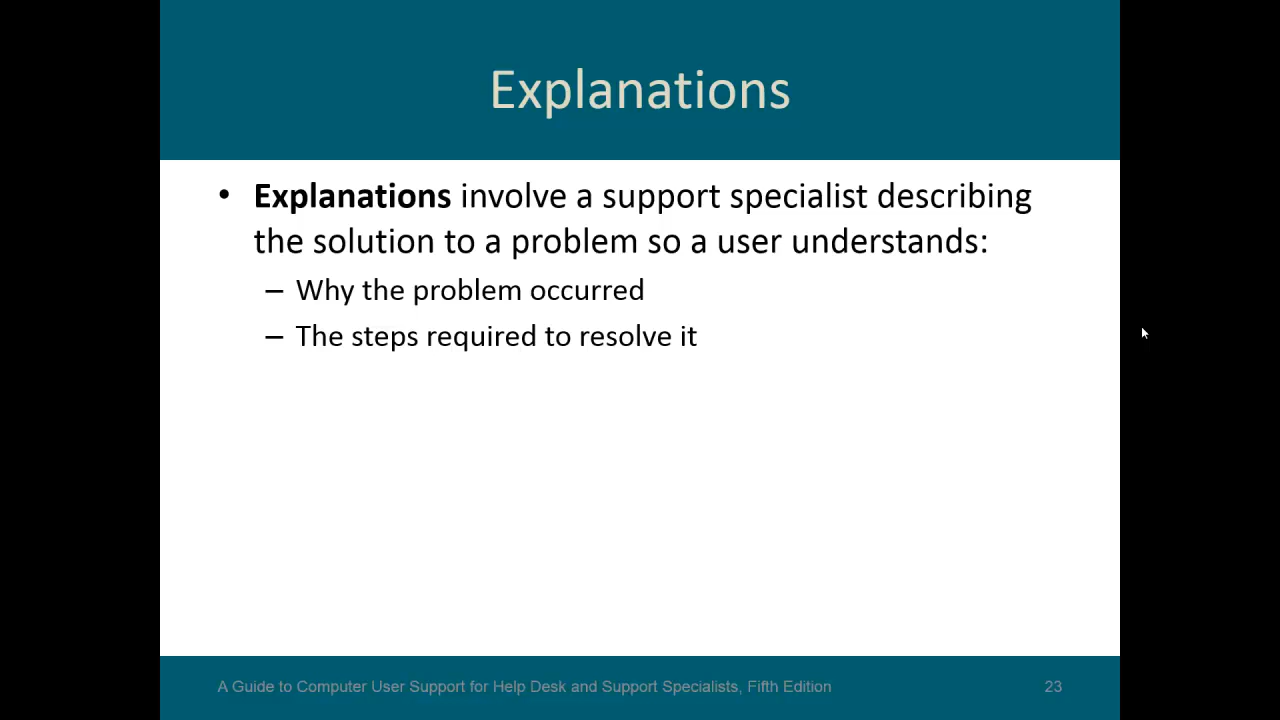 Explanations
• Explanations involve a support specialist describing
the solution to a problem so a user understands:
– Why the problem occurred
– The steps required to resolve it
A Guide to Computer User Support for Help Desk and Support Specialists, Fifth Edition 23